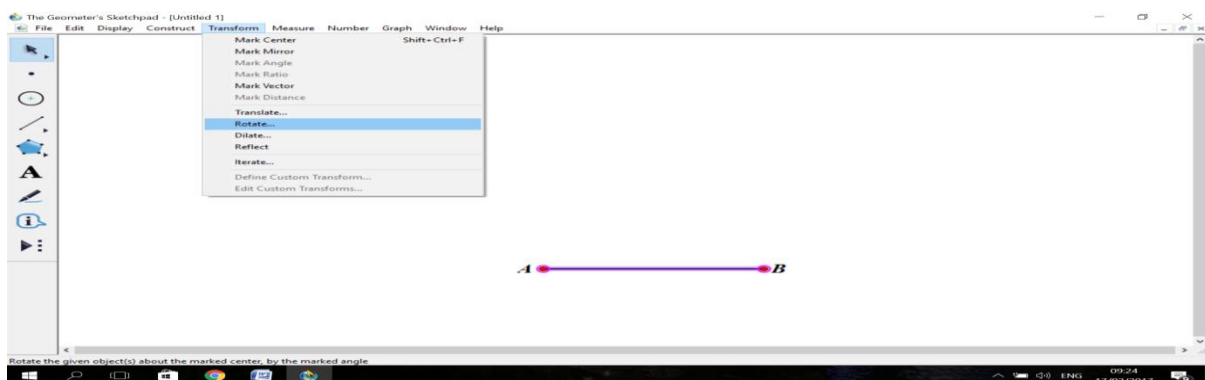 The Geometer's Sketchpad - [Untitled 1]
File Edit Display Construct Transform Measure Number Graph Window Help
Mark Center Shift+Ctrl+F
Mark Mirror
Mark Angle
Mark Ratio
Mark Vector
Mark Distance
Translate...
Rotate...
Dilate...
Reflect
Iterate...
Define Custom Transform...
Edit Custom Transforms...
A
A B
Rotate the given object(s) about the marked center, by the marked angle
ENG 09:24